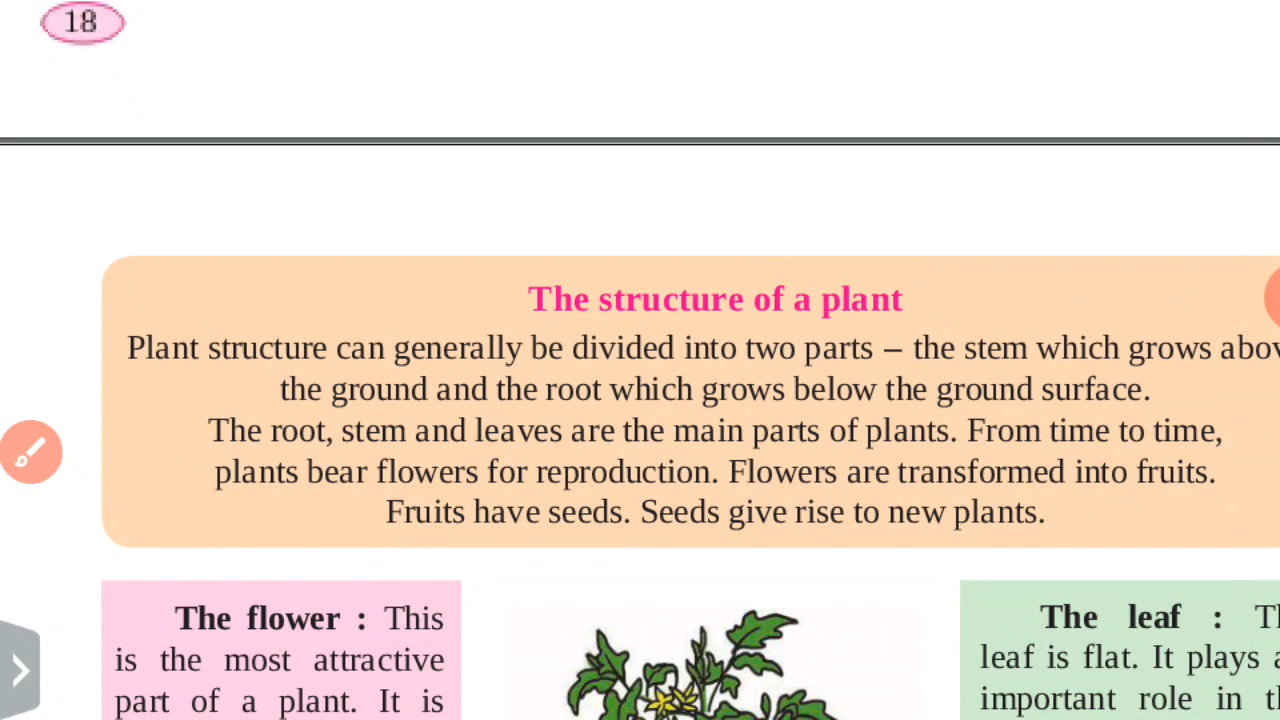 18
The structure of a plant
Plant structure can generally be divided into two parts – the stem which grows
the ground and the root which grows below the ground surface.
The root, stem and leaves are the main parts of plants. From time to time,
plants bear flowers for reproduction. Flowers are transformed into fruits.
Fruits have seeds. Seeds give rise to new plants.
The flower : This
is the most attractive
part of a plant. It is
The leaf :
leaf is flat. It plays
important role in